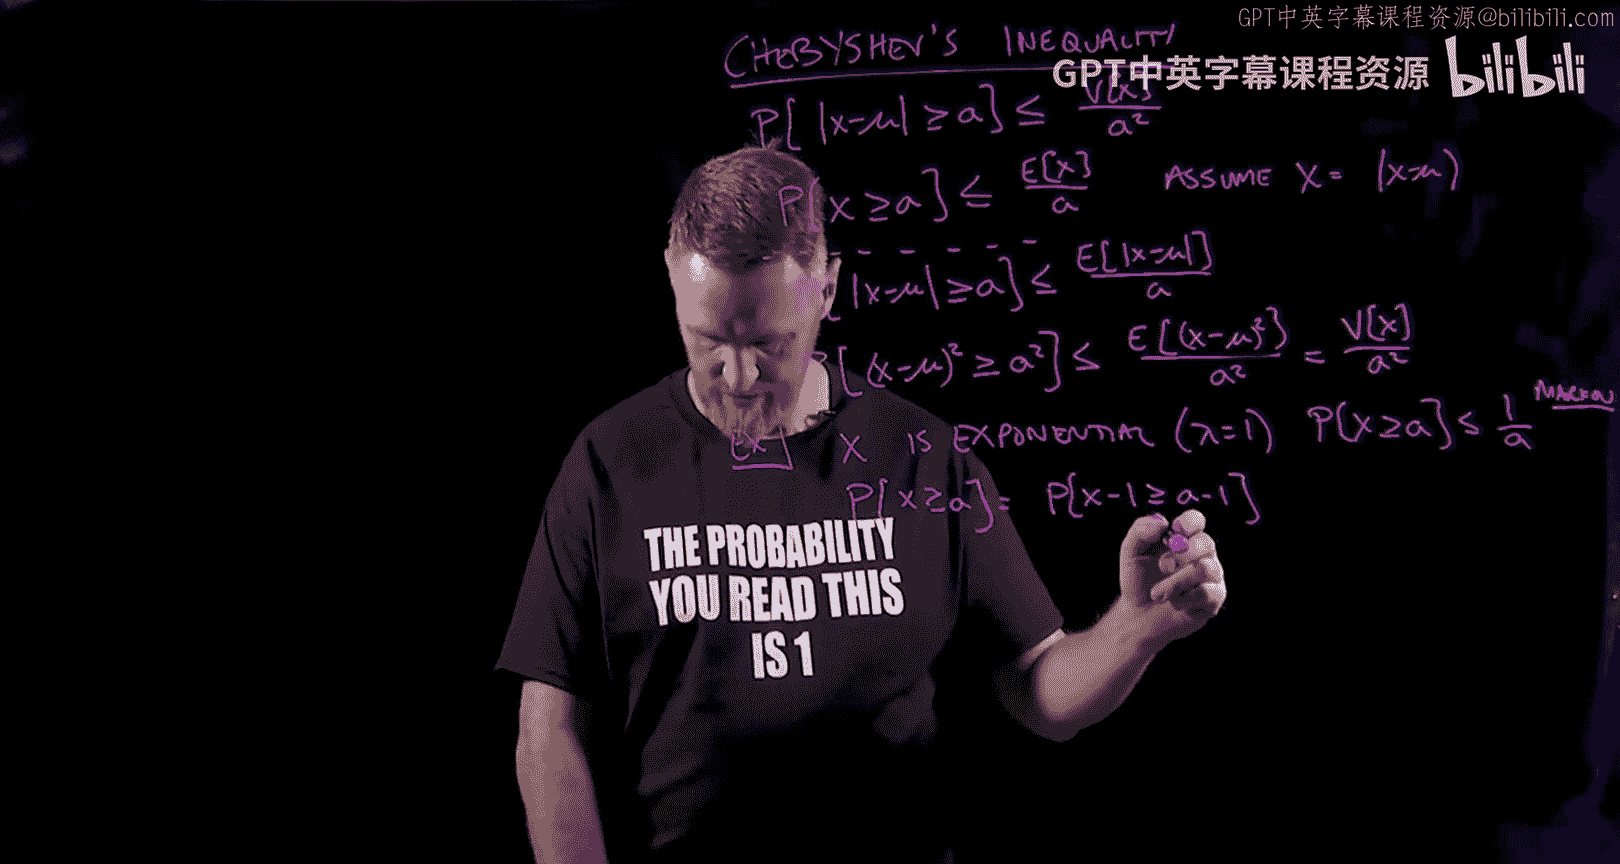 GPT中英字幕课程资源@bilibili.com
GPT中英字幕课程资源 bilibili
CHEBYSHEV'S INEQUALITY
P[ |x-μ| ≥ a ] ≤ V[x] / a²
P[ x ≥ a ] ≤ E[x] / a ASSUME X = |x-μ|
|x-μ| ≥ a ] ≤ E[|x-μ|] / a
P[ (x-μ)² ≥ a² ] ≤ E[(x-μ)²] / a² = V[x] / a²
EX X IS EXPONENTIAL (λ=1) P[x ≥ a] ≤ 1/a MARKOV
P[ x ≥ a ] = P[x-1 ≥ a-1]
THE PROBABILITY
YOU READ THIS
IS 1